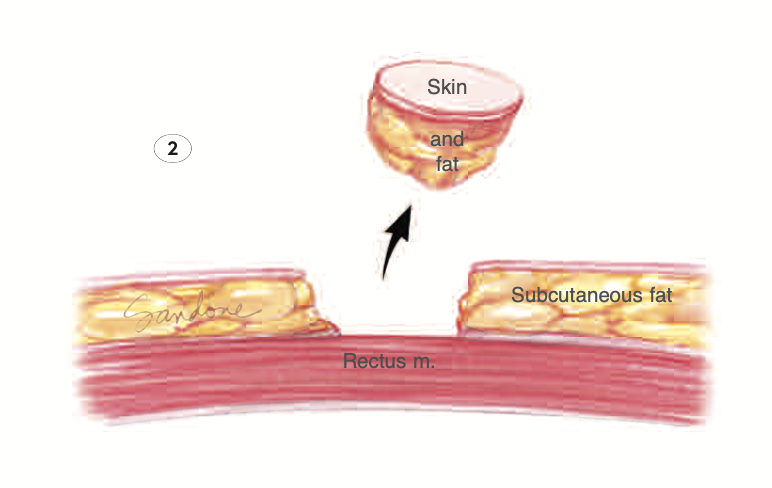 Skin
and
fat
2
Subcutaneous fat
Sandone
Rectus m.